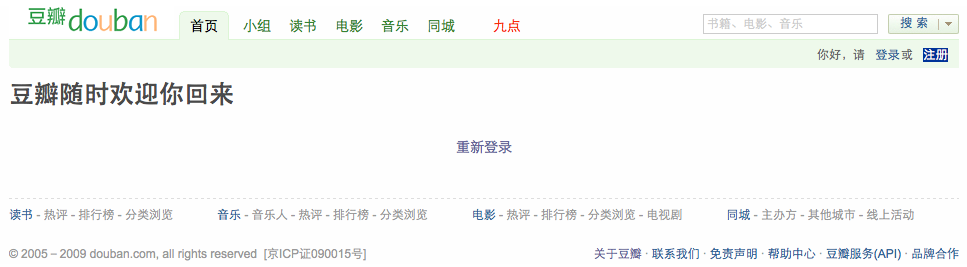 豆瓣douban 首页 小组 读书 电影 音乐 同城 九点 书籍、电影、音乐 搜索
你好，请 登录或 注册
豆瓣随时欢迎你回来
重新登录
读书 - 热评 - 排行榜 - 分类浏览 音乐 - 音乐人 - 热评 - 排行榜 - 分类浏览 电影 - 热评 - 排行榜 - 分类浏览 - 电视剧 同城 - 主办方 - 其他城市 - 线上活动
© 2005－2009 douban.com, all rights reserved [京ICP证090015号] 关于豆瓣 · 联系我们 · 免责声明 · 帮助中心 · 豆瓣服务(API) · 品牌合作